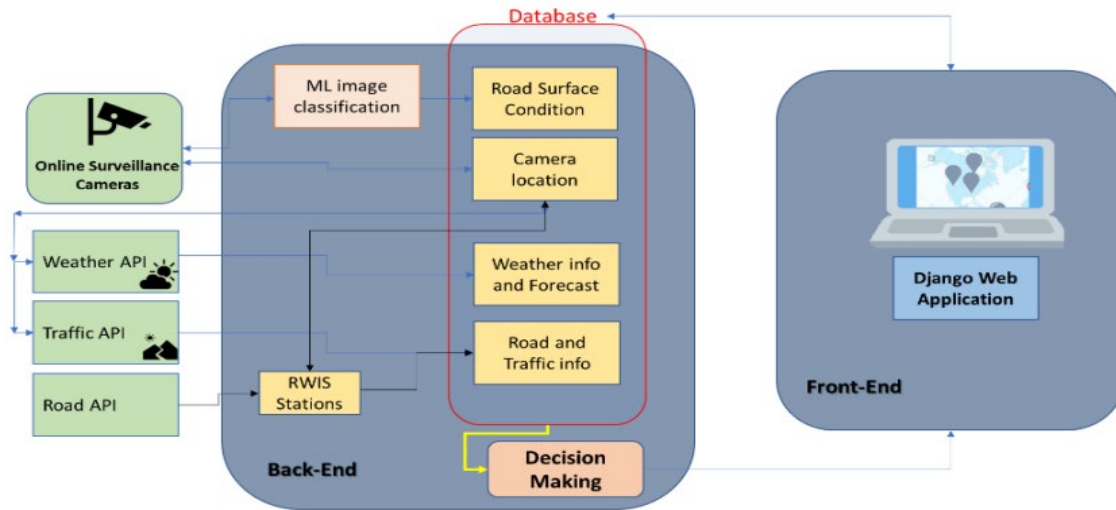 Database
ML image
classification
Road Surface
Condition
Online Surveillance
Cameras
Camera
location
Weather API
Weather info
and Forecast
Traffic API
Road and
Traffic info
Road API
RWIS
Stations
Back-End
Decision
Making
Django Web
Application
Front-End